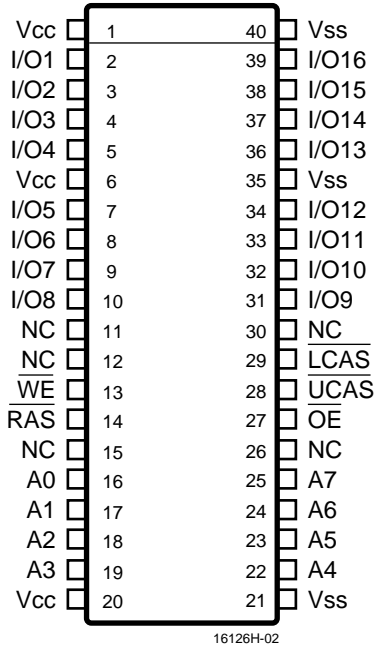 Vcc 1 40 Vss
I/O1 2 39 I/O16
I/O2 3 38 I/O15
I/O3 4 37 I/O14
I/O4 5 36 I/O13
Vcc 6 35 Vss
I/O5 7 34 I/O12
I/O6 8 33 I/O11
I/O7 9 32 I/O10
I/O8 10 31 I/O9
NC 11 30 NC
NC 12 29 LCAS
WE 13 28 UCAS
RAS 14 27 OE
NC 15 26 NC
A0 16 25 A7
A1 17 24 A6
A2 18 23 A5
A3 19 22 A4
Vcc 20 21 Vss
16126H-02